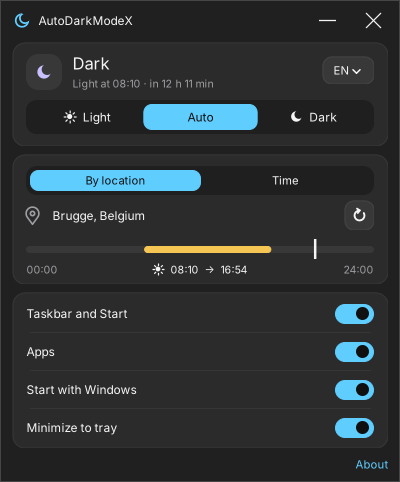 AutoDarkModeX
Dark
Light at 08:10 · in 12 h 11 min
EN
Light
Auto
Dark
By location
Time
Brugge, Belgium
00:00
08:10 → 16:54
24:00
Taskbar and Start
Apps
Start with Windows
Minimize to tray
About